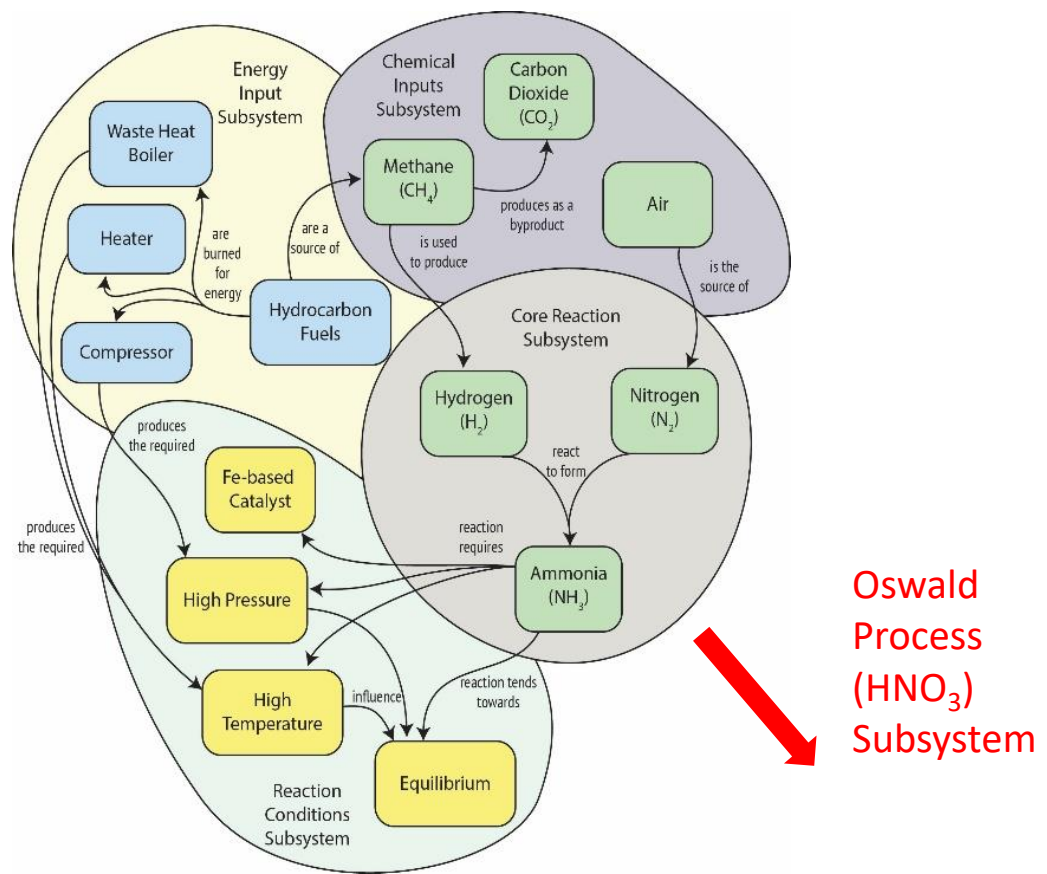 Energy
Input
Subsystem
Waste Heat
Boiler
Heater
Compressor
are
burned
for
energy
Hydrocarbon
Fuels
are a
source of
Chemical
Inputs
Subsystem
Carbon
Dioxide
(CO₂)
Methane
(CH₄)
produces as a
byproduct
Air
is used
to produce
is the
source of
Core Reaction
Subsystem
Hydrogen
(H₂)
Nitrogen
(N₂)
react
to form
Ammonia
(NH₃)
reaction
requires
produces
the required
Fe-based
Catalyst
produces
the required
High Pressure
High
Temperature
influence
reaction tends
towards
Equilibrium
Reaction
Conditions
Subsystem
Oswald
Process
(HNO₃)
Subsystem